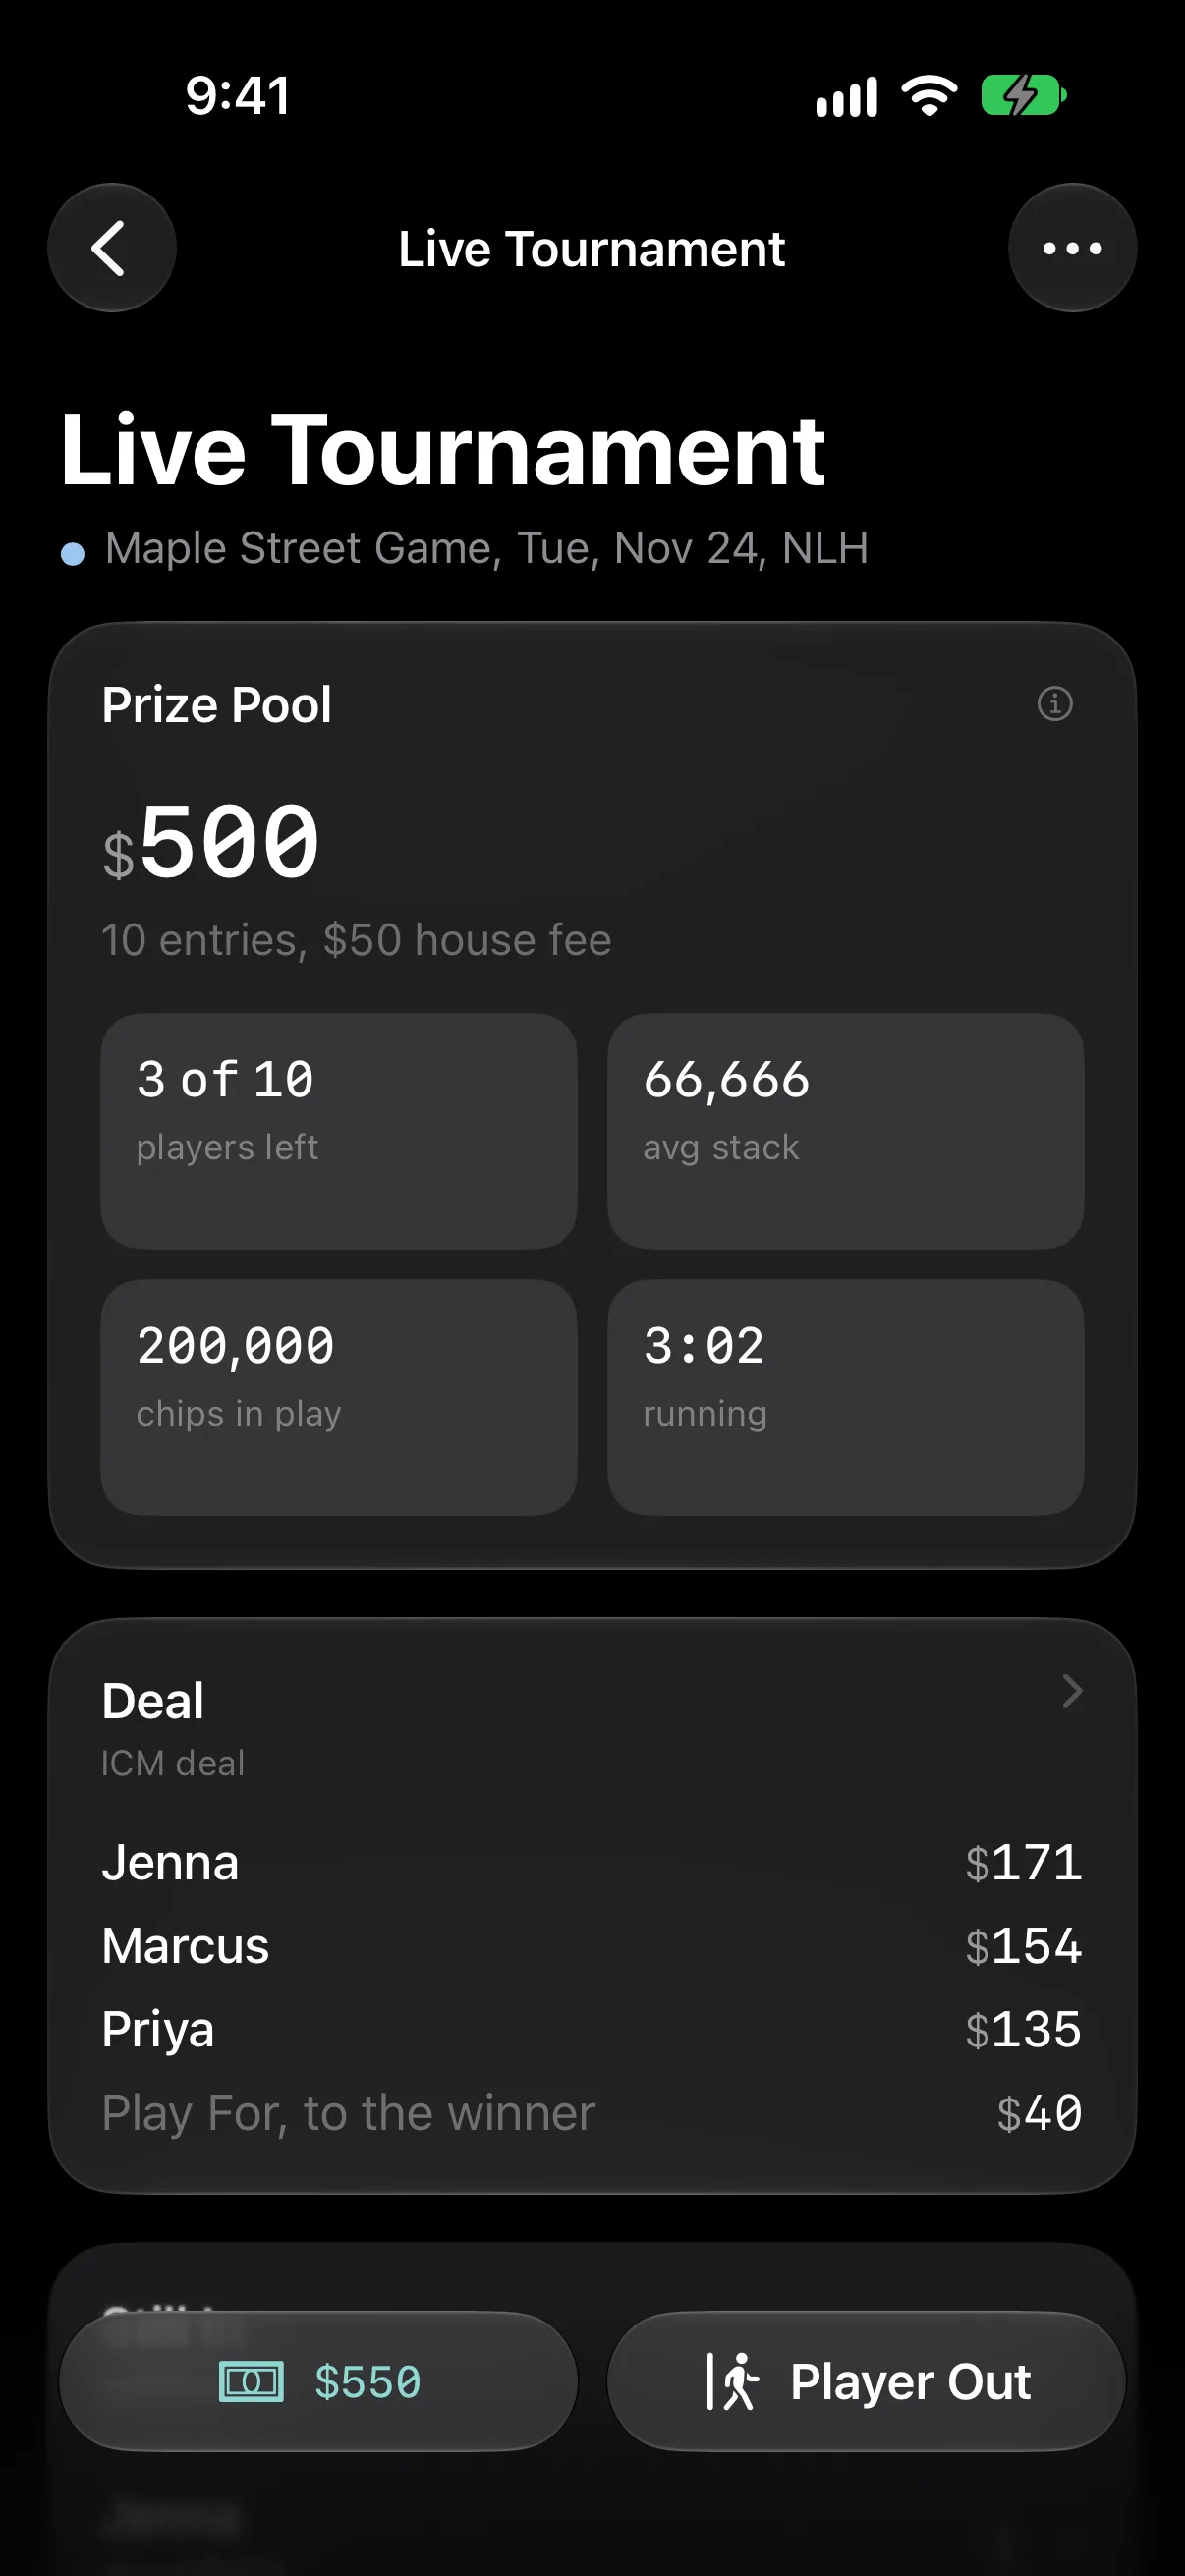 9:41
Live Tournament
Live Tournament
Maple Street Game, Tue, Nov 24, NLH
Prize Pool
$500
10 entries, $50 house fee
3 of 10
players left
66,666
avg stack
200,000
chips in play
3:02
running
Deal
ICM deal
Jenna
$171
Marcus
$154
Priya
$135
Play For, to the winner
$40
$550
Player Out
Jenna